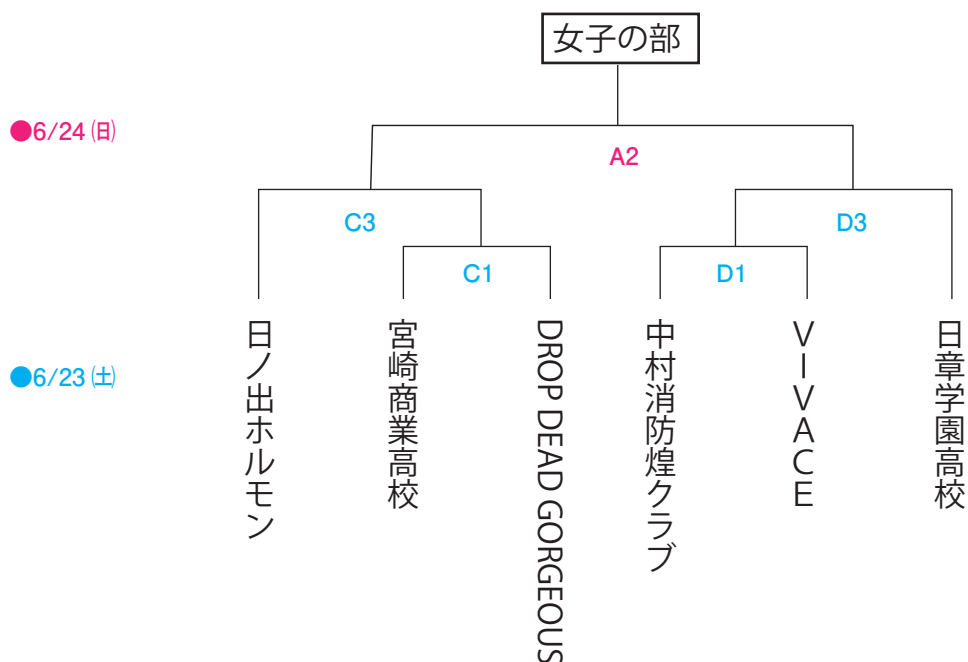 女子の部
●6/24㈰
A2
C3
D3
C1
D1
●6/23㈯
日ノ出ホルモン
宮崎商業高校
DROP DEAD GORGEOUS
中村消防煌クラブ
VIVACE
日章学園高校